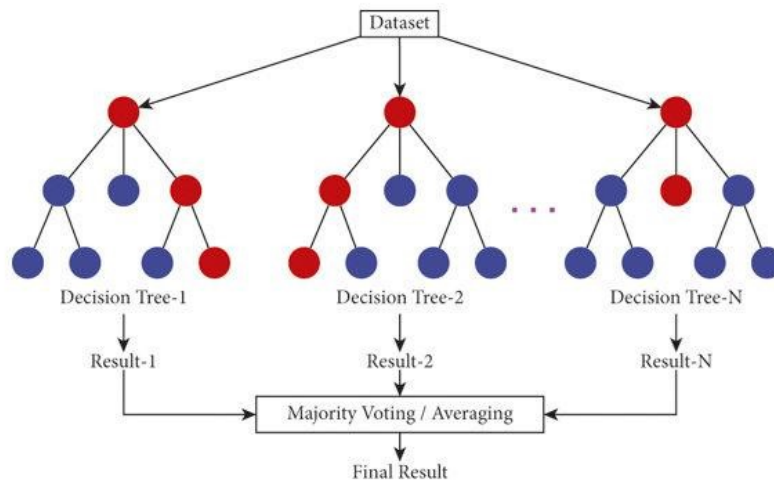 Dataset
Decision Tree-1
Decision Tree-2
Decision Tree-N
Result-1
Result-2
Result-N
Majority Voting / Averaging
Final Result